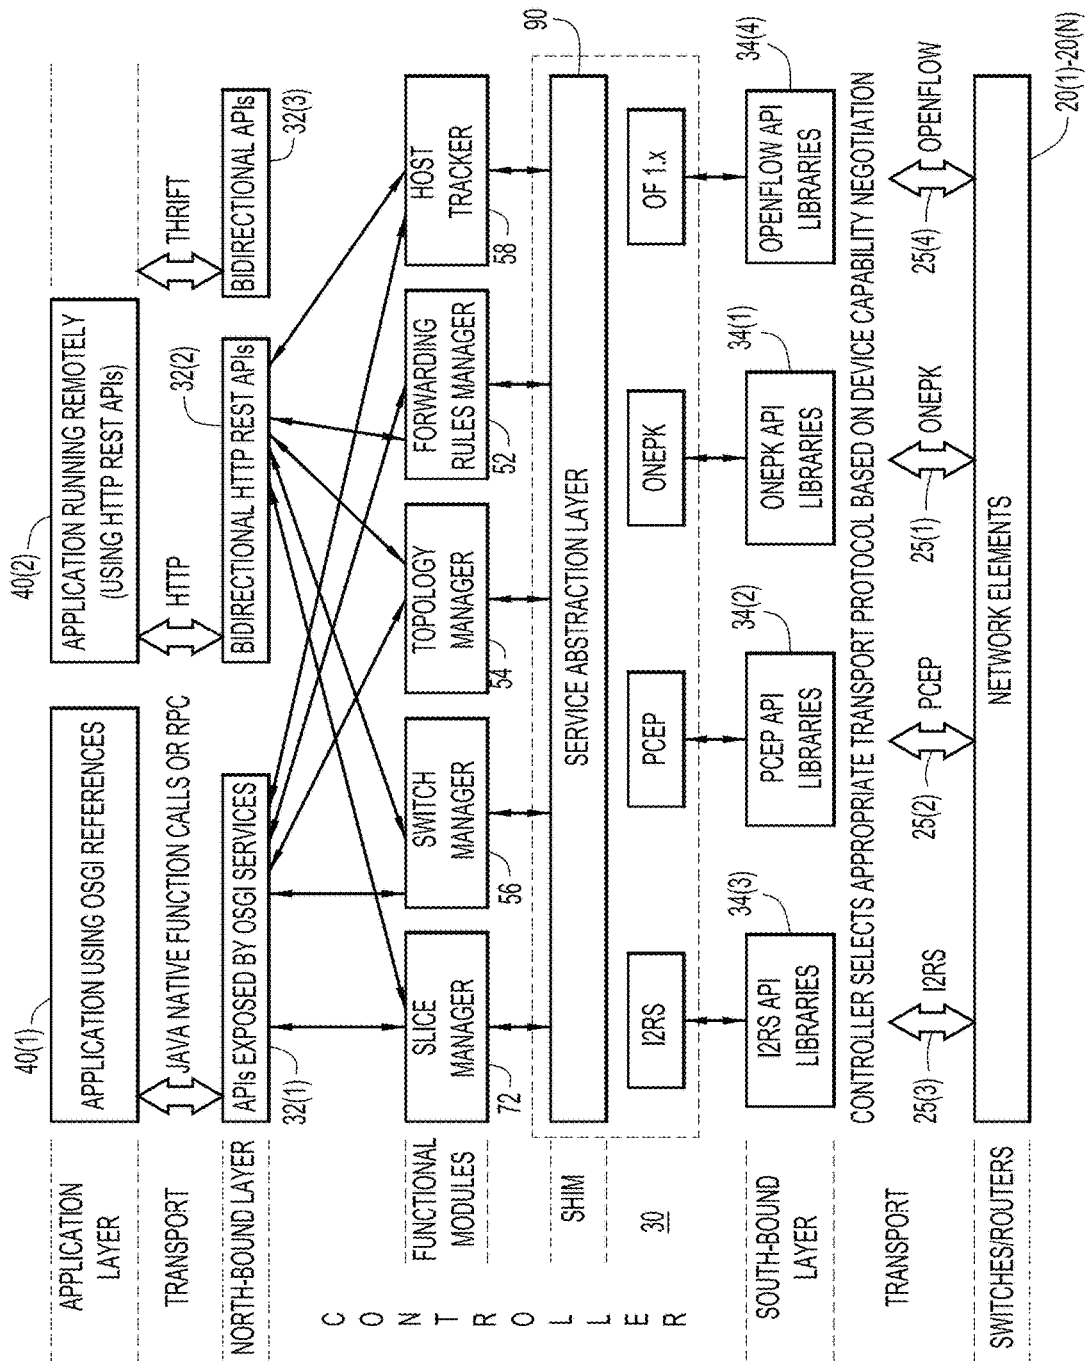 40(1)
40(2)
APPLICATION
LAYER
APPLICATION USING OSGI REFERENCES
APPLICATION RUNNING REMOTELY
(USING HTTP REST APIs)
TRANSPORT
JAVA NATIVE FUNCTION CALLS OR RPC
HTTP
THRIFT
32(2)
NORTH-BOUND LAYER
APIs EXPOSED BY OSGI SERVICES
BIDIRECTIONAL HTTP REST APIs
BIDIRECTIONAL APIs
32(1)
32(3)
CONTROLLER
FUNCTIONAL
MODULES
SLICE
MANAGER
SWITCH
MANAGER
TOPOLOGY
MANAGER
FORWARDING
RULES MANAGER
HOST
TRACKER
72
56
54
52
58
90
SHIM
SERVICE ABSTRACTION LAYER
30
I2RS
PCEP
ONEPK
OF 1.x
34(3)
34(2)
34(1)
34(4)
SOUTH-BOUND
LAYER
I2RS API
LIBRARIES
PCEP API
LIBRARIES
ONEPK API
LIBRARIES
OPENFLOW API
LIBRARIES
CONTROLLER SELECTS APPROPRIATE TRANSPORT PROTOCOL BASED ON DEVICE CAPABILITY NEGOTIATION
TRANSPORT
25(3)
I2RS
25(2)
PCEP
25(1)
ONEPK
25(4)
OPENFLOW
SWITCHES/ROUTERS
NETWORK ELEMENTS
20(1)-20(N)